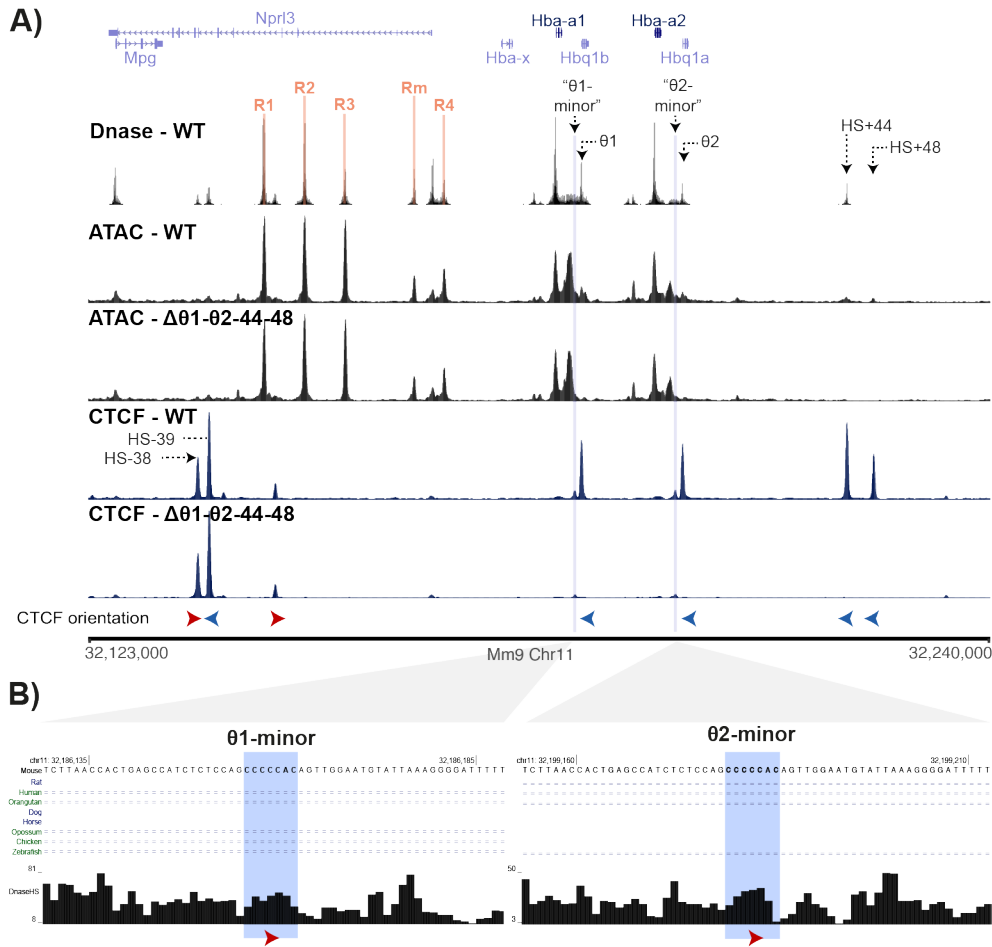 A)
Nprl3
Mpg
Hba-a1
Hba-a2
Hba-x
Hbq1b
Hbq1a
R1
R2
R3
Rm
R4
“θ1-
minor”
“θ2-
minor”
θ1
θ2
HS+44
HS+48
Dnase - WT
ATAC - WT
ATAC - Δθ1-θ2-44-48
CTCF - WT
HS-39
HS-38
CTCF - Δθ1-θ2-44-48
CTCF orientation
32,123,000
Mm9 Chr11
32,240,000
B)
θ1-minor
θ2-minor
chr11: 32,186,135
32,186,185
chr11: 32,199,160
32,199,210
Mouse
TCTTAACCACTGAGCCATCTCTCCAGCCCCCACAGTTGGAATGTATTAAAGGGGATTTTT
TCTTAACCACTGAGCCATCTCTCCAGCCCCCACAGTTGGAATGTATTAAAGGGGATTTTT
Rat
Human
Orangutan
Dog
Horse
Opossum
Chicken
Zebrafish
81
DnaseHS
8
50
3